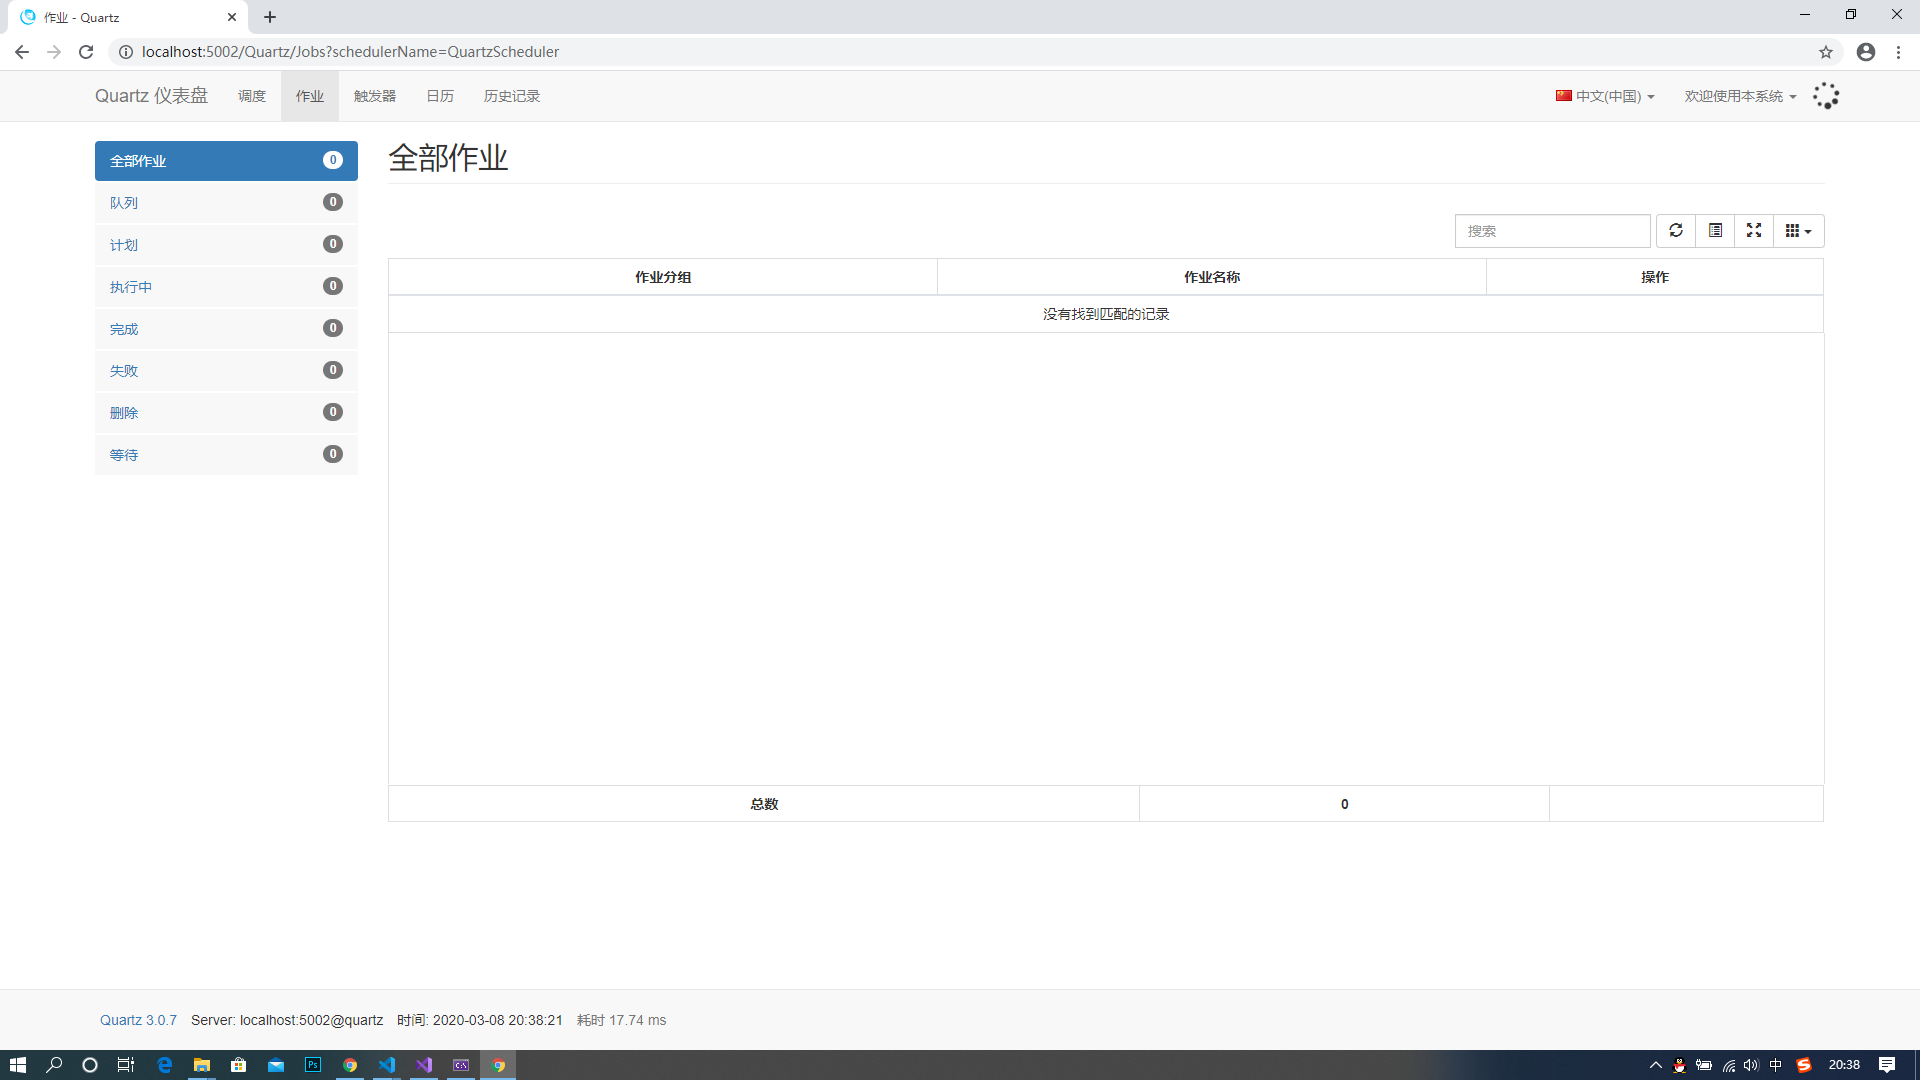 作业 - Quartz
localhost:5002/Quartz/Jobs?schedulerName=QuartzScheduler
Quartz 仪表盘 调度 作业 触发器 日历 历史记录 中文(中国) 欢迎使用本系统
全部作业 0
队列 0
计划 0
执行中 0
完成 0
失败 0
删除 0
等待 0
全部作业
搜索
作业分组 作业名称 操作
没有找到匹配的记录
总数 0
Quartz 3.0.7 Server: localhost:5002@quartz 时间: 2020-03-08 20:38:21 耗时 17.74 ms
Ps C:\ 中 S 20:38